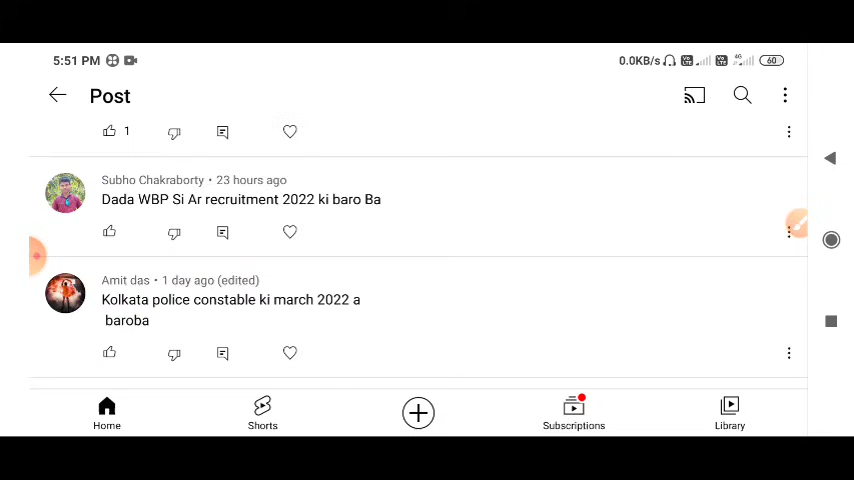 5:51 PM 0.0KB/s 4G 60
Post
1
Subho Chakraborty • 23 hours ago
Dada WBP Si Ar recruitment 2022 ki baro Ba
Amit das • 1 day ago (edited)
Kolkata police constable ki march 2022 a
baroba
Home Shorts Subscriptions Library